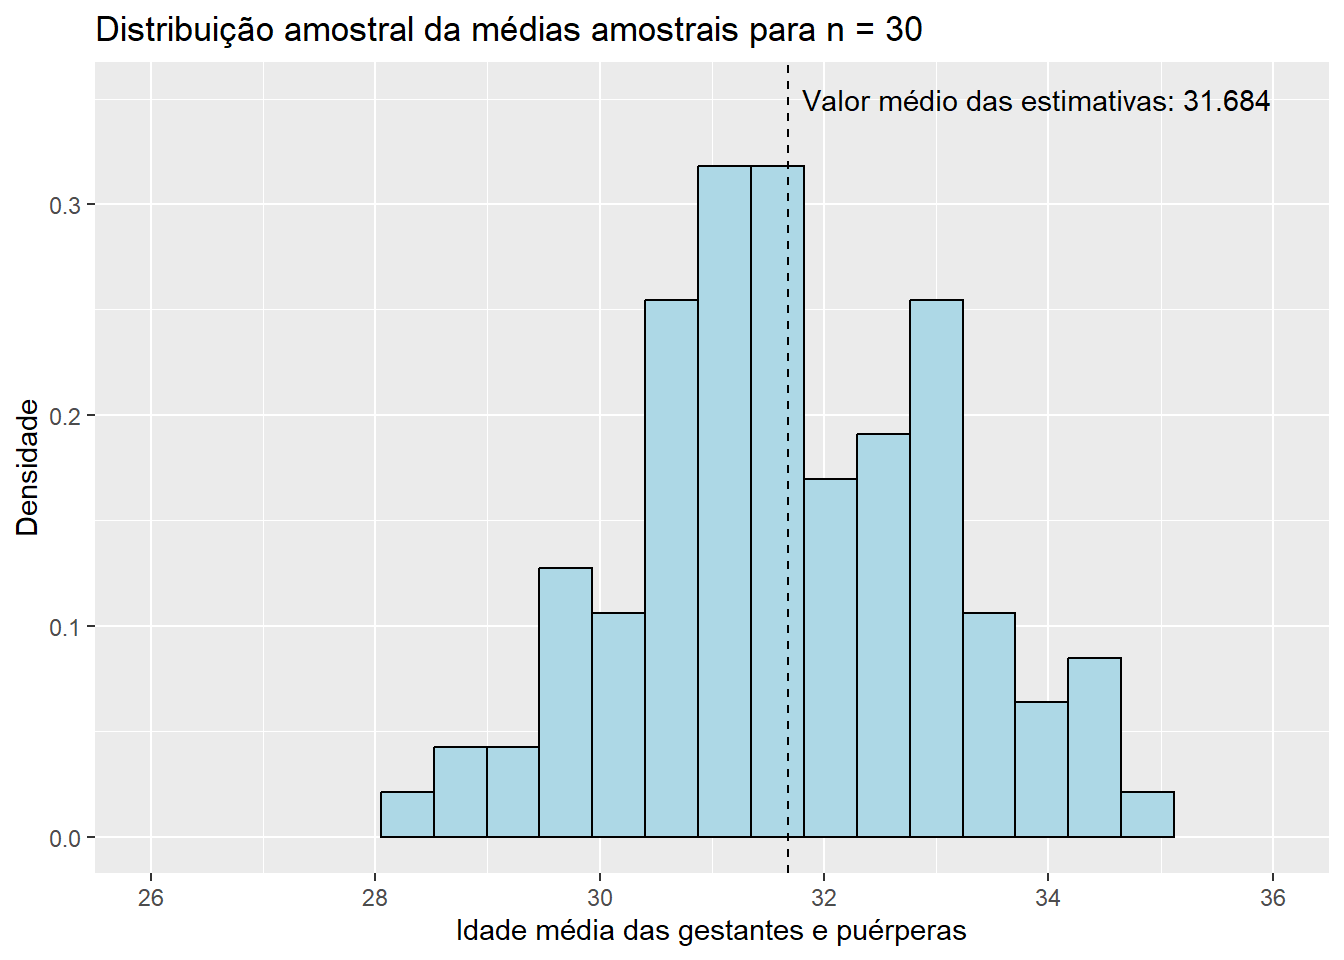 Distribuição amostral da médias amostrais para n = 30
Valor médio das estimativas: 31.684
0.3
0.2
0.1
0.0
Densidade
26 28 30 32 34 36
Idade média das gestantes e puérperas